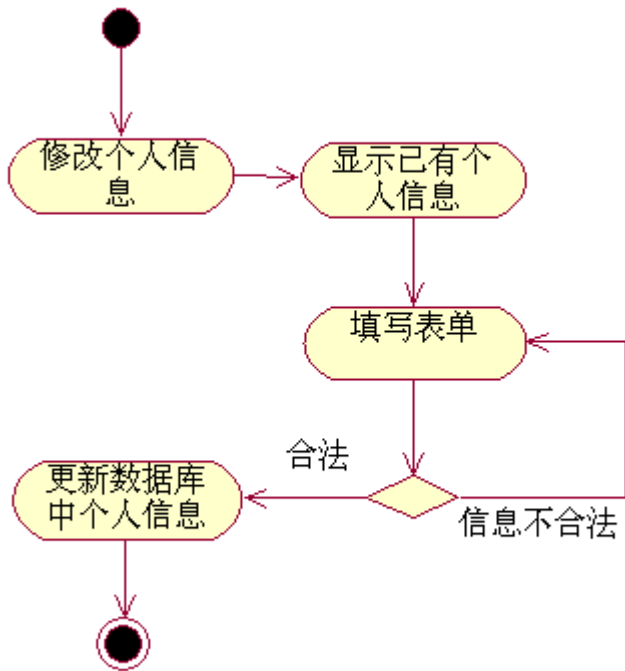 修改个人信
息
显示已有个
人信息
填写表单
合法
信息不合法
更新数据库
中个人信息